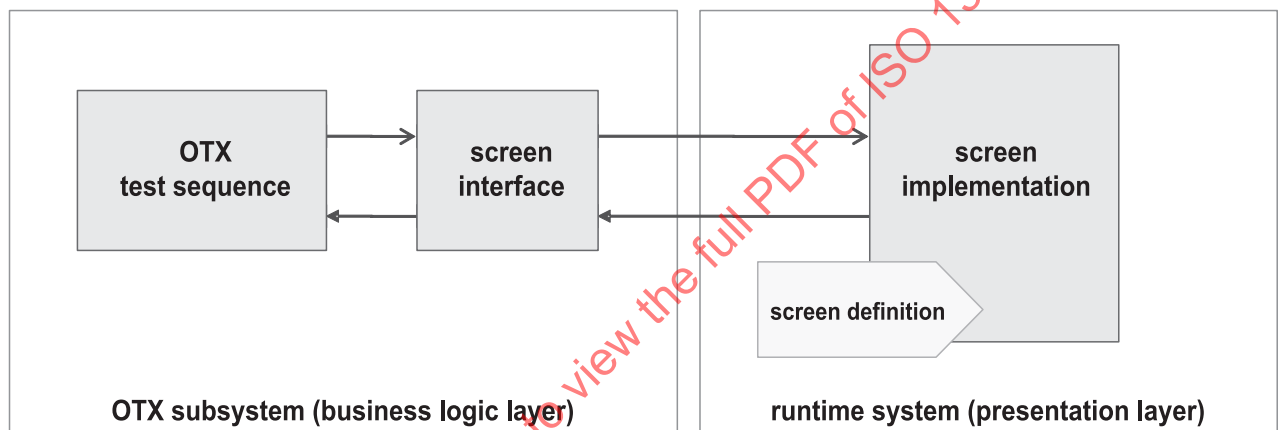 OTX
test sequence
screen
interface
screen
implementation
screen definition
OTX subsystem (business logic layer)
runtime system (presentation layer)
to view the full PDF of ISO 13